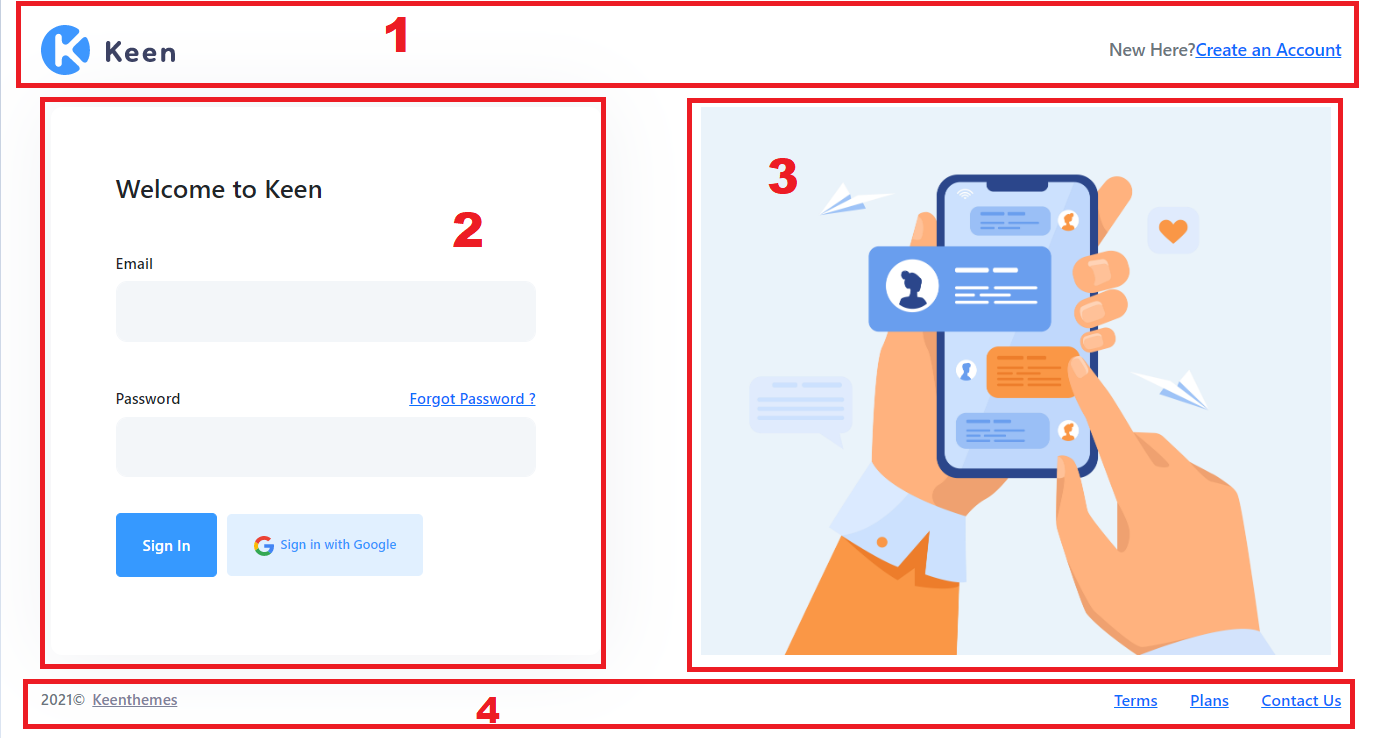 1
Keen
New Here?Create an Account
2
Welcome to Keen
Email
Password
Forgot Password ?
Sign In
Sign in with Google
3
2021© Keenthemes
4
Terms
Plans
Contact Us